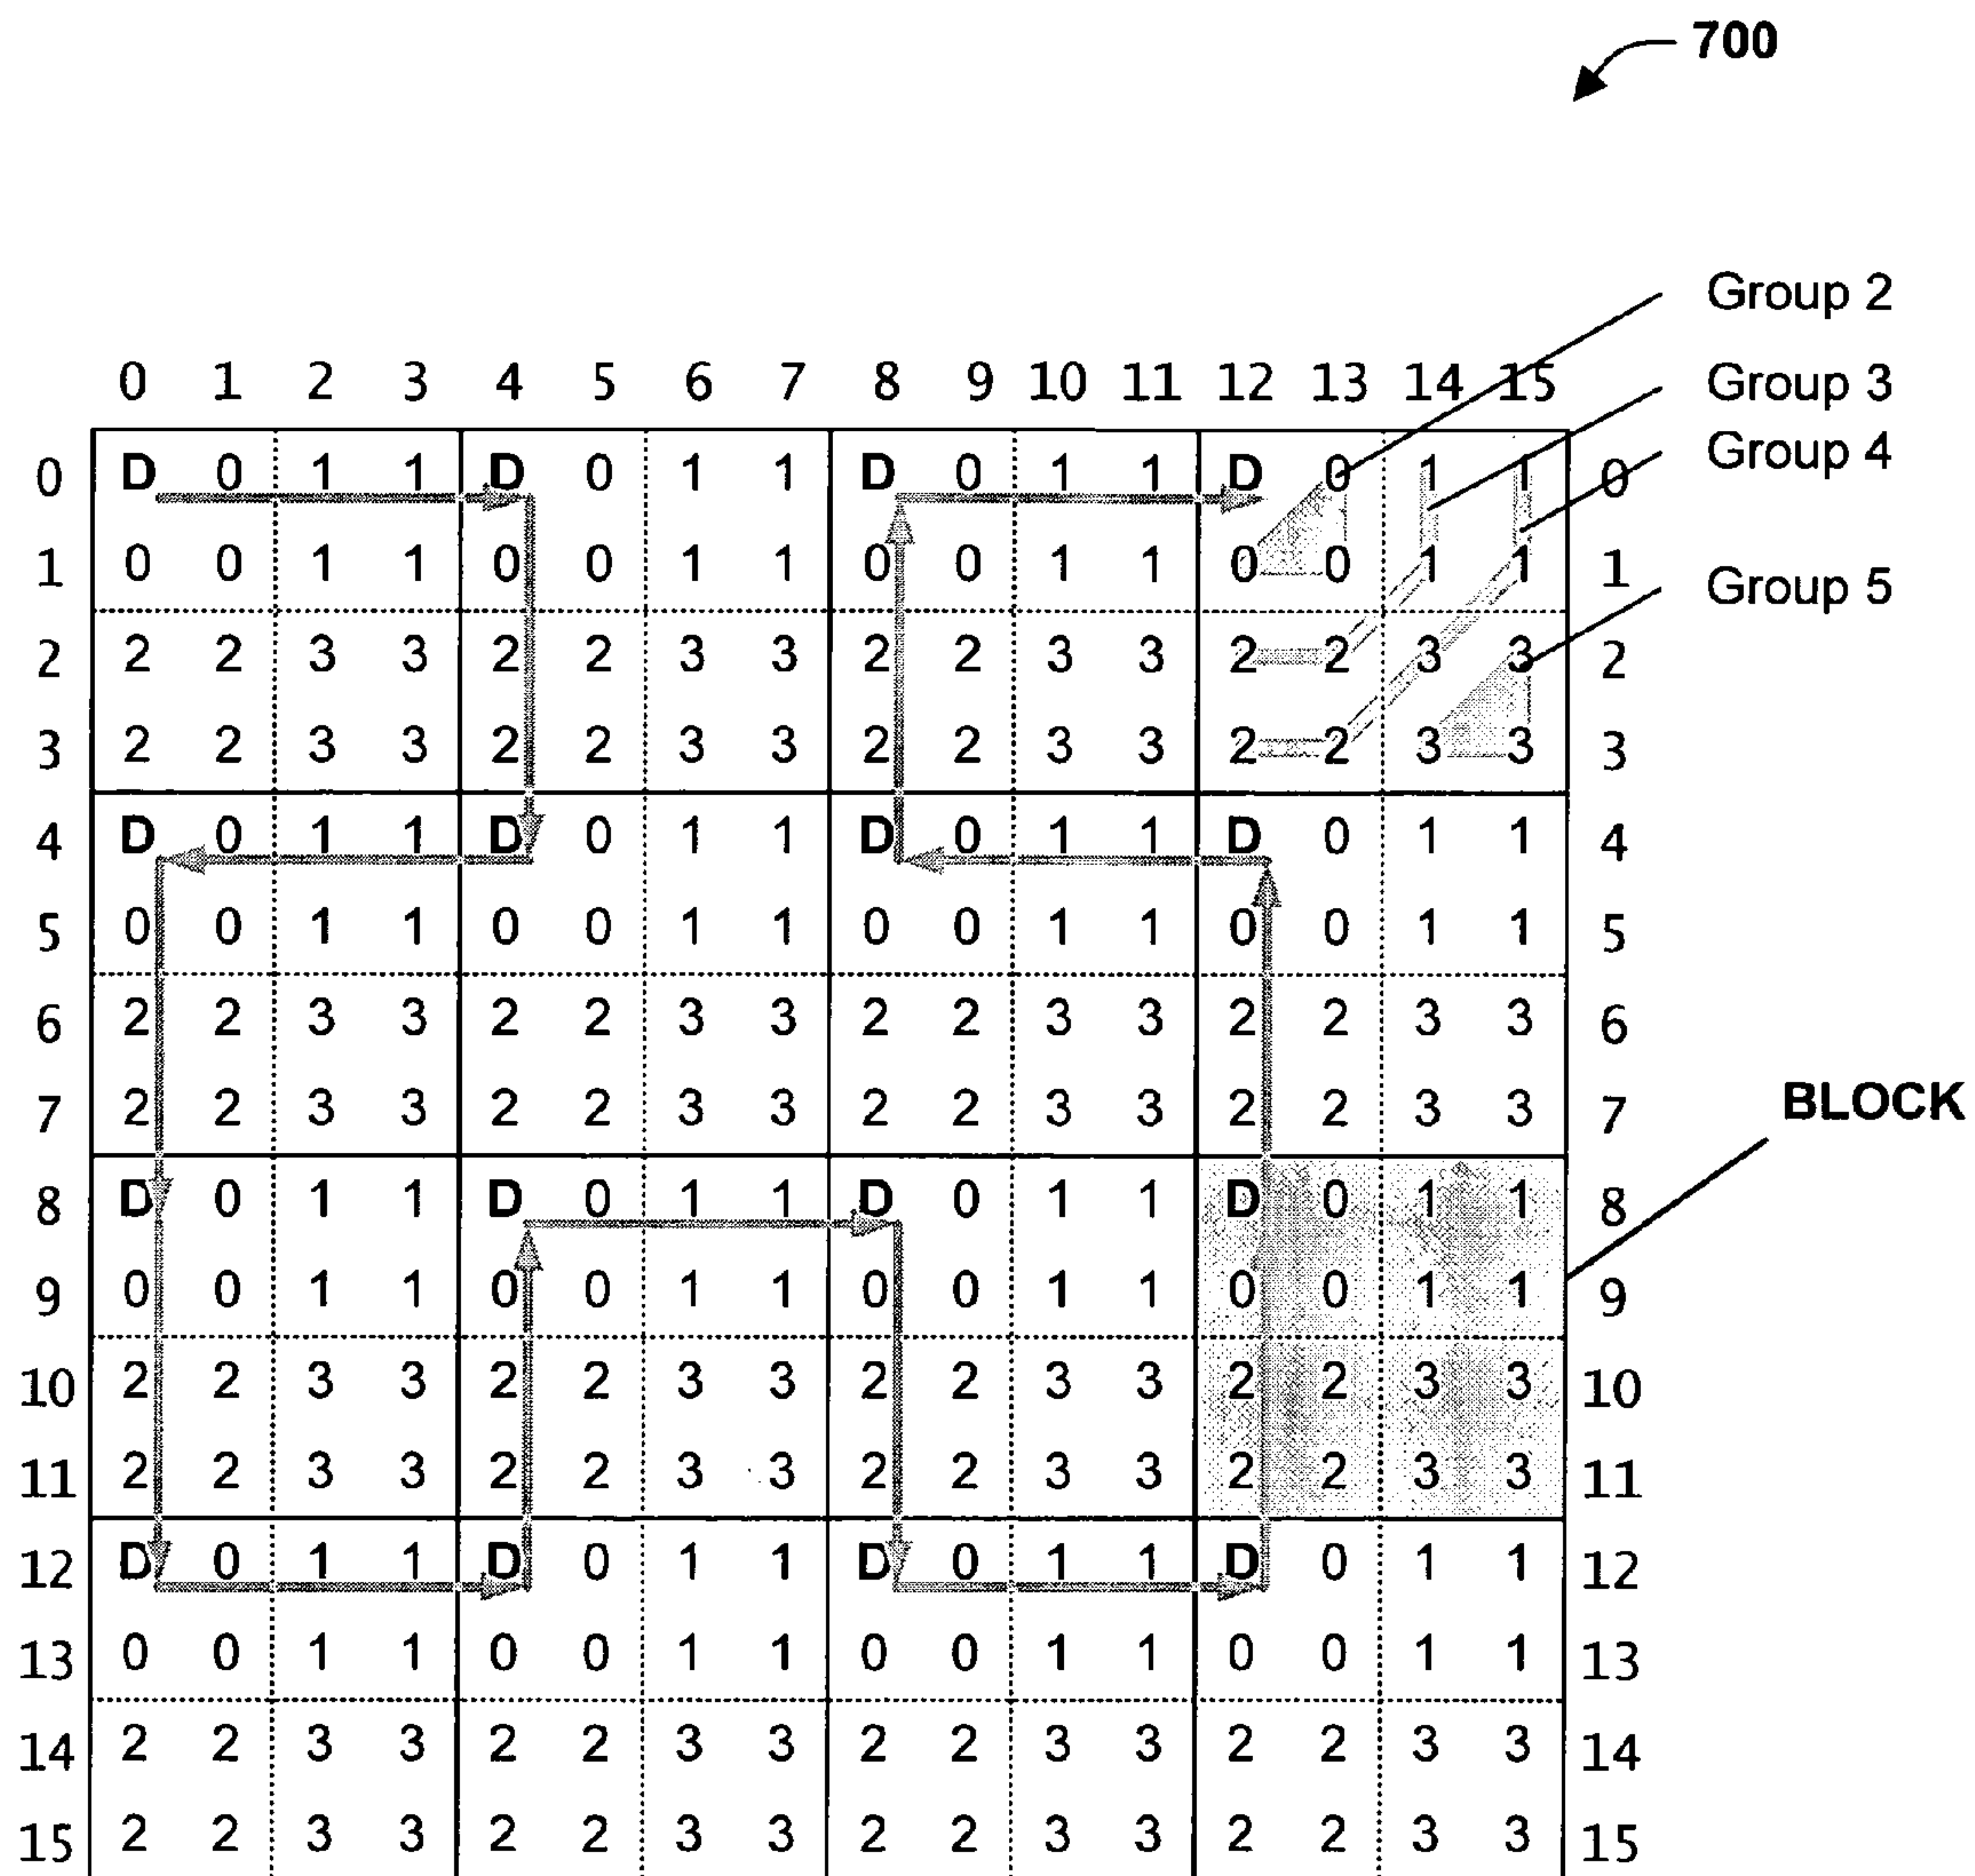 700
Group 2
0 1 2 3 4 5 6 7 8 9 10 11 12 13 14 15
Group 3
Group 4
0 D 0 1 1 D 0 1 1 D 0 1 1 D 0 1 1 0
1 0 0 1 1 0 0 1 1 0 0 1 1 0 0 1 1 1
Group 5
2 2 2 3 3 2 2 3 3 2 2 3 3 2 2 3 3 2
3 2 2 3 3 2 2 3 3 2 2 3 3 2 2 3 3 3
4 D 0 1 1 D 0 1 1 D 0 1 1 D 0 1 1 4
5 0 0 1 1 0 0 1 1 0 0 1 1 0 0 1 1 5
6 2 2 3 3 2 2 3 3 2 2 3 3 2 2 3 3 6
7 2 2 3 3 2 2 3 3 2 2 3 3 2 2 3 3 7
BLOCK
8 D 0 1 1 D 0 1 1 D 0 1 1 D 0 1 1 8
9 0 0 1 1 0 0 1 1 0 0 1 1 0 0 1 1 9
10 2 2 3 3 2 2 3 3 2 2 3 3 2 2 3 3 10
11 2 2 3 3 2 2 3 3 2 2 3 3 2 2 3 3 11
12 D 0 1 1 D 0 1 1 D 0 1 1 D 0 1 1 12
13 0 0 1 1 0 0 1 1 0 0 1 1 0 0 1 1 13
14 2 2 3 3 2 2 3 3 2 2 3 3 2 2 3 3 14
15 2 2 3 3 2 2 3 3 2 2 3 3 2 2 3 3 15